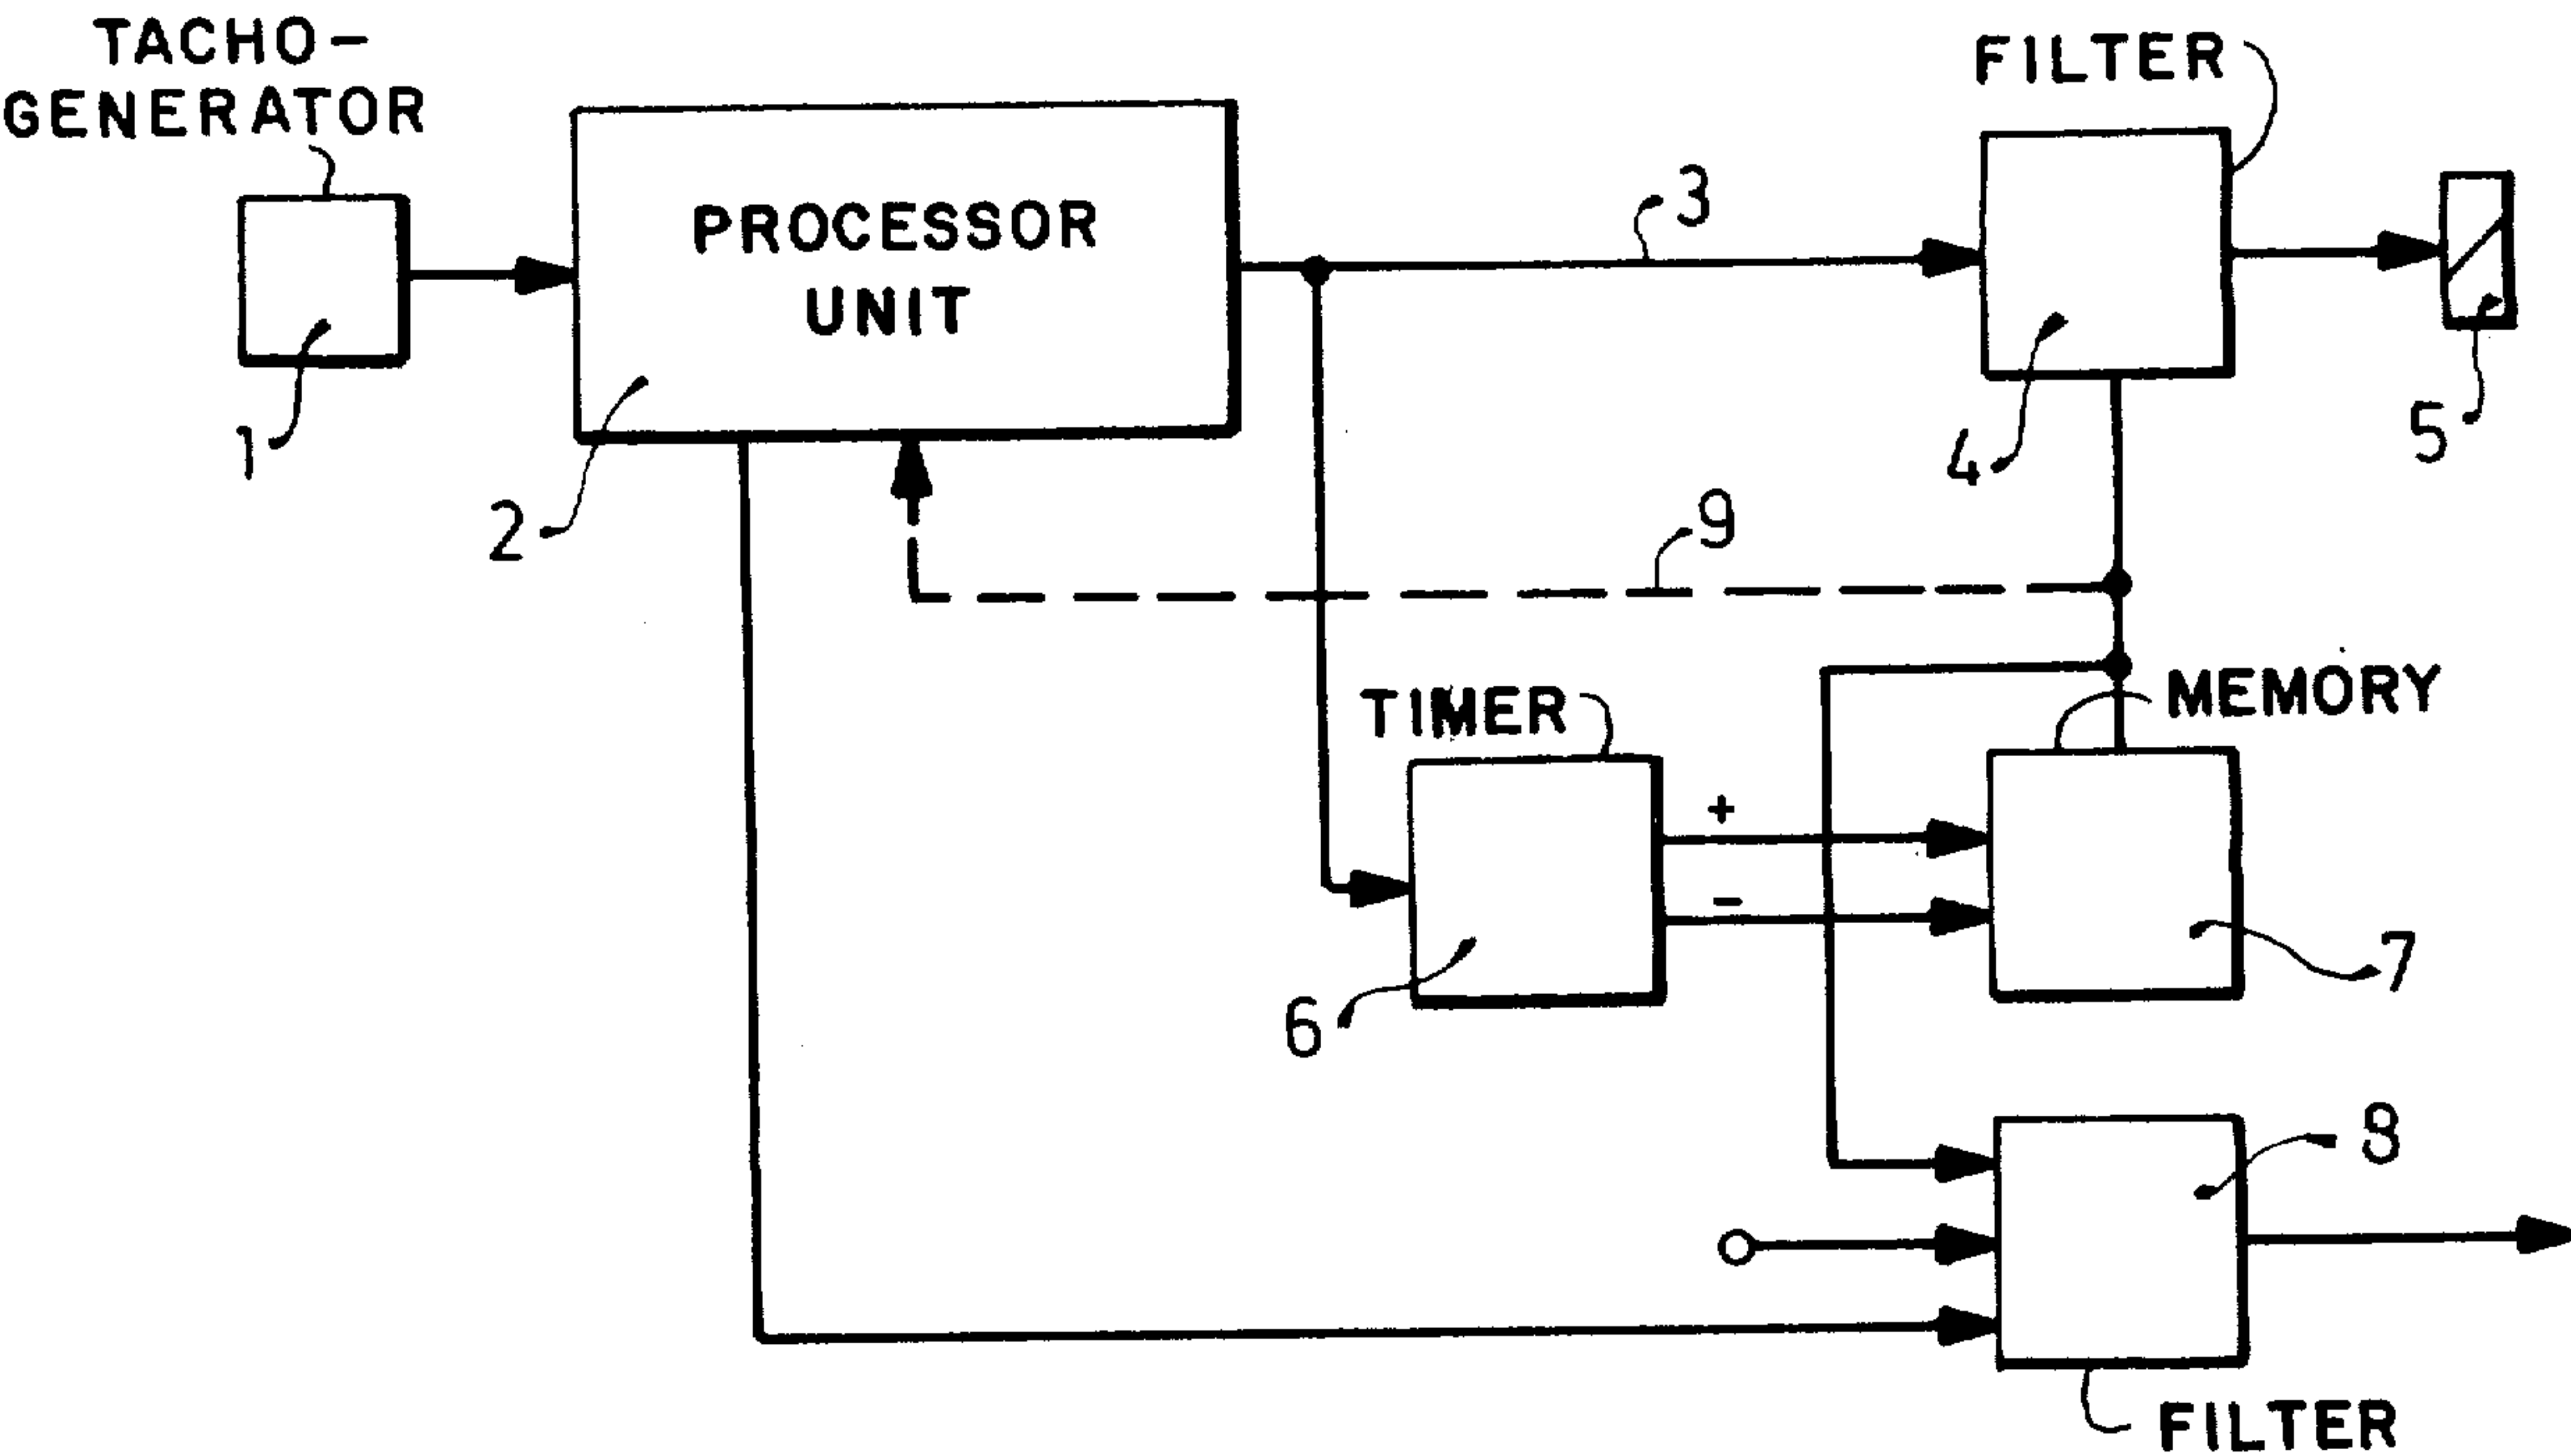 TACHO-
GENERATOR
FILTER
PROCESSOR
UNIT
3
1
2
4
5
9
TIMER
MEMORY
+
-
6
7
8
FILTER